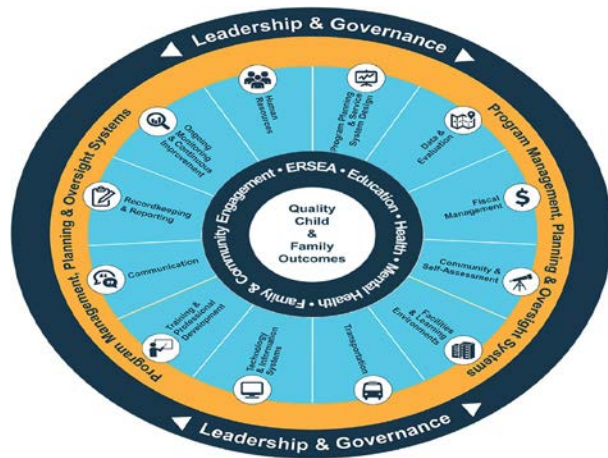 Leadership & Governance
Program Management, Planning & Oversight Systems
Program Management, Planning & Oversight Systems
Program Planning
& Service
System Design
Data &
Evaluation
Fiscal
Management
$
Community &
Self-Assessment
Facilities
& Learning
Environments
Transportation
Technology
& Information
Systems
Training &
Professional
Development
Communication
Recordkeeping
& Reporting
Ongoing
Monitoring
& Continuous
Improvement
Human
Resources
Family & Community Engagement • ERSEA • Education • Health • Mental Health •
Quality
Child
&
Family
Outcomes
Leadership & Governance